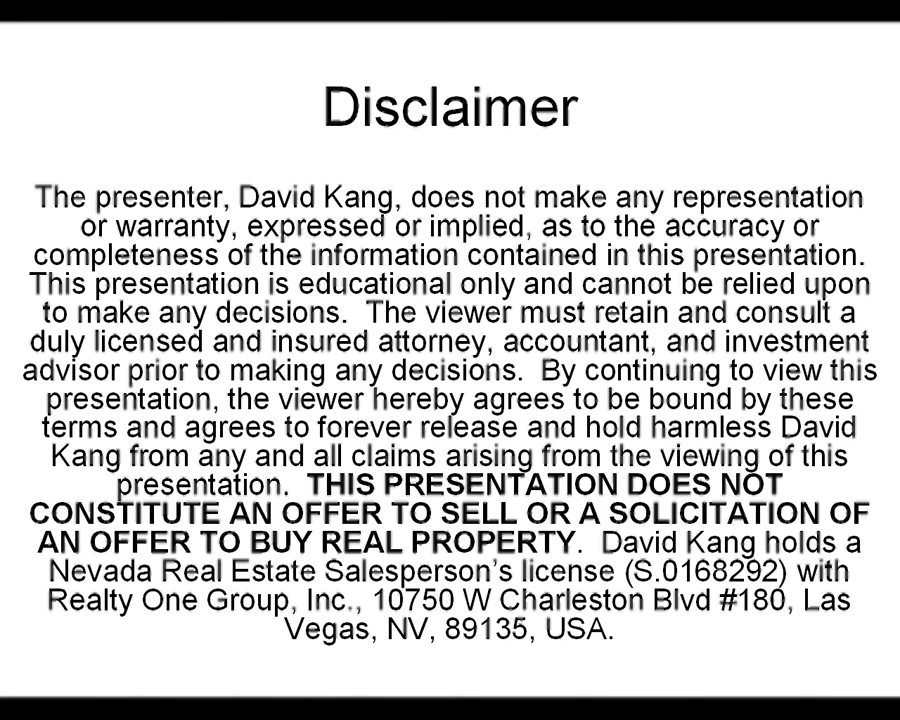 Disclaimer
The presenter, David Kang, does not make any representation
or warranty, expressed or implied, as to the accuracy or
completeness of the information contained in this presentation.
This presentation is educational only and cannot be relied upon
to make any decisions.  The viewer must retain and consult a
duly licensed and insured attorney, accountant, and investment
advisor prior to making any decisions.  By continuing to view this
presentation, the viewer hereby agrees to be bound by these
terms and agrees to forever release and hold harmless David
Kang from any and all claims arising from the viewing of this
presentation.  THIS PRESENTATION DOES NOT
CONSTITUTE AN OFFER TO SELL OR A SOLICITATION OF
AN OFFER TO BUY REAL PROPERTY.  David Kang holds a
Nevada Real Estate Salesperson’s license (S.0168292) with
Realty One Group, Inc., 10750 W Charleston Blvd #180, Las
Vegas, NV, 89135, USA.